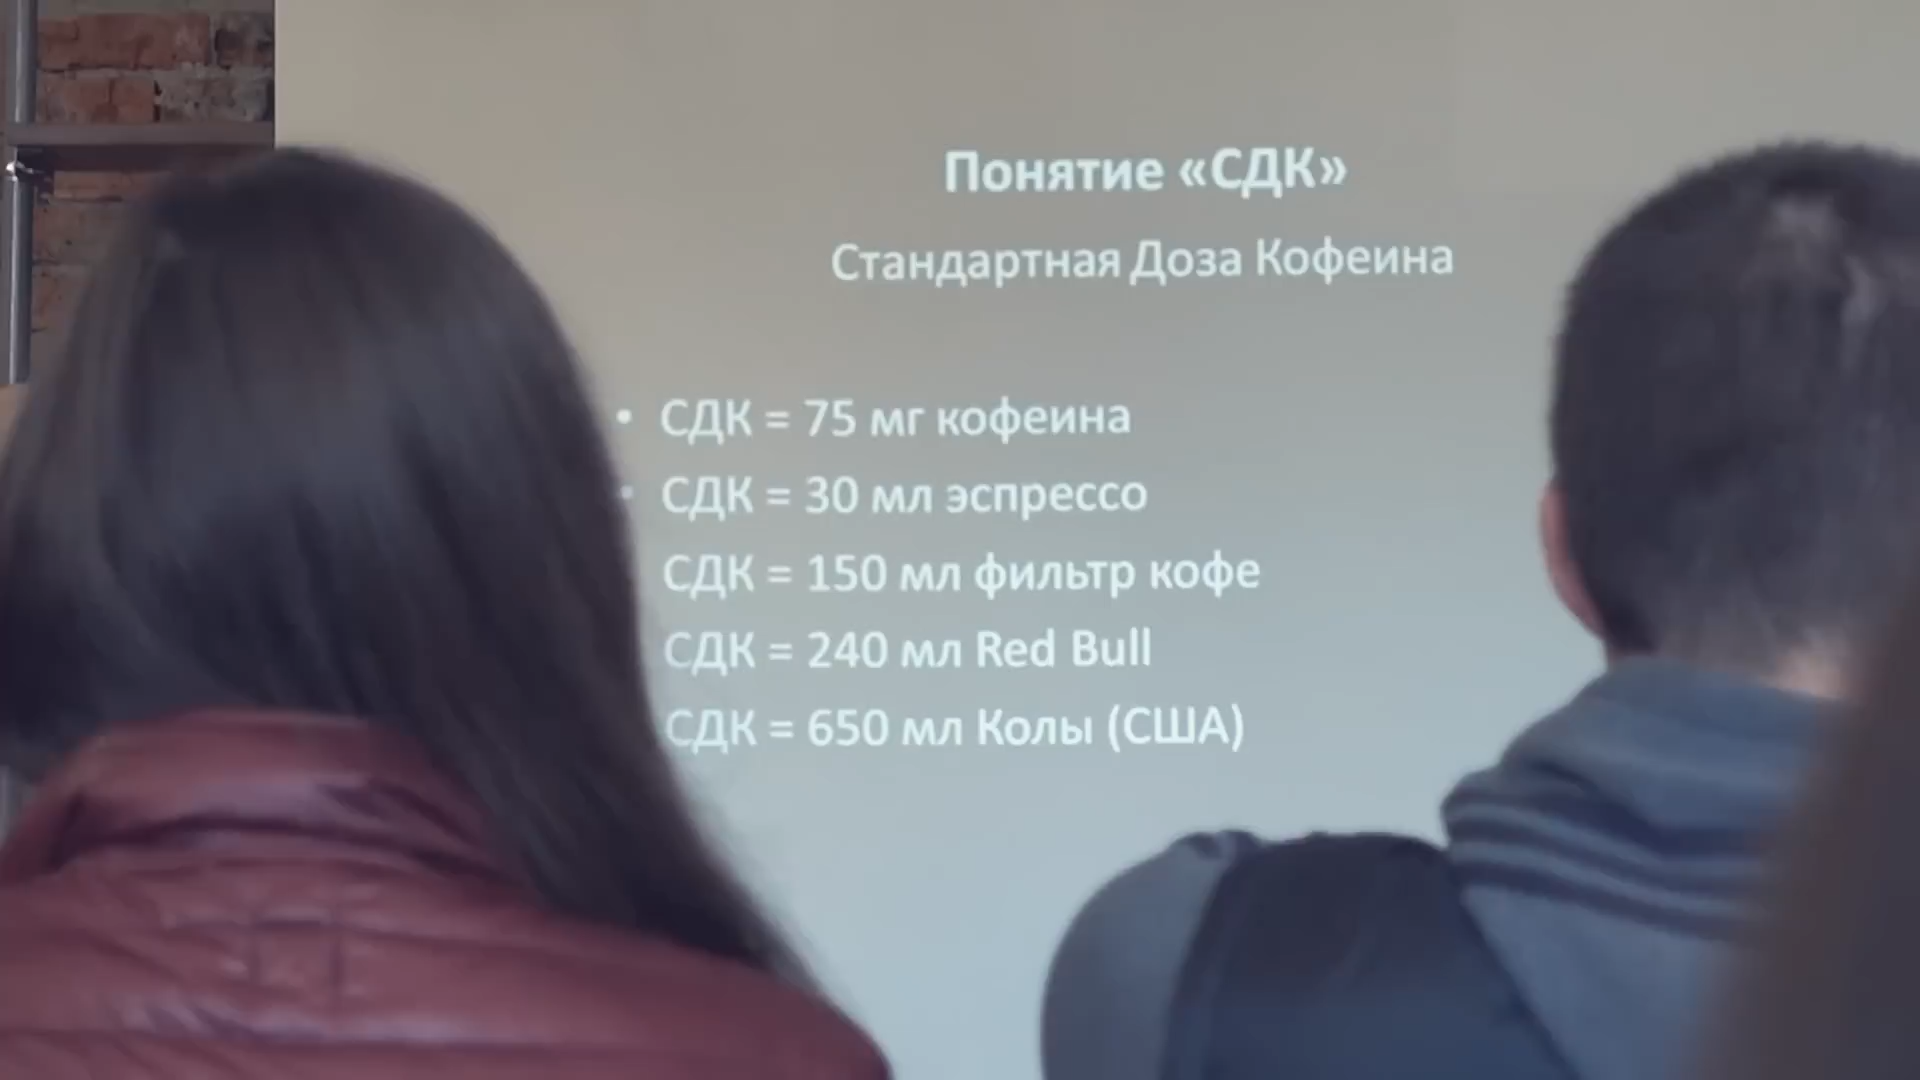 Понятие «СДК»
Стандартная Доза Кофеина
• СДК = 75 мг кофеина
• СДК = 30 мл эспрессо
СДК = 150 мл фильтр кофе
СДК = 240 мл Red Bull
СДК = 650 мл Колы (США)